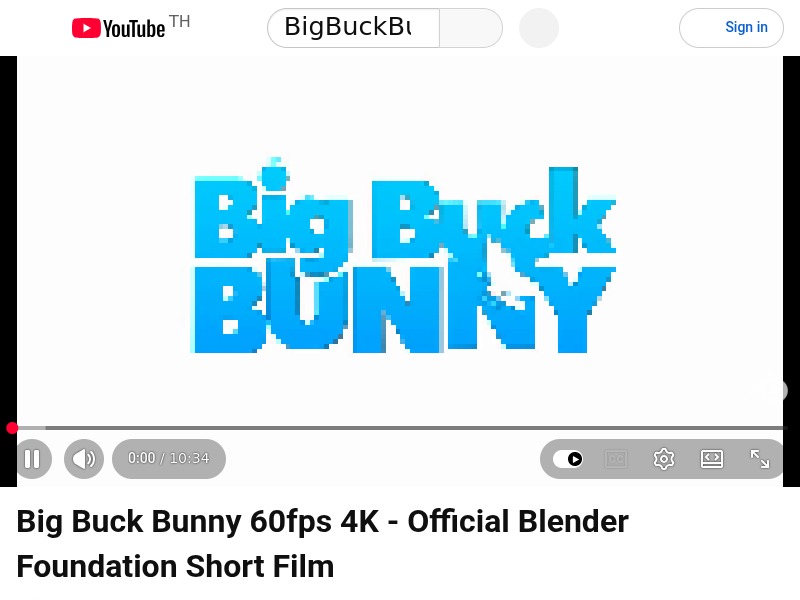 YouTube TH
BigBuckBu
Sign in
Big Buck
BUNNY
0:00 / 10:34
Big Buck Bunny 60fps 4K - Official Blender
Foundation Short Film